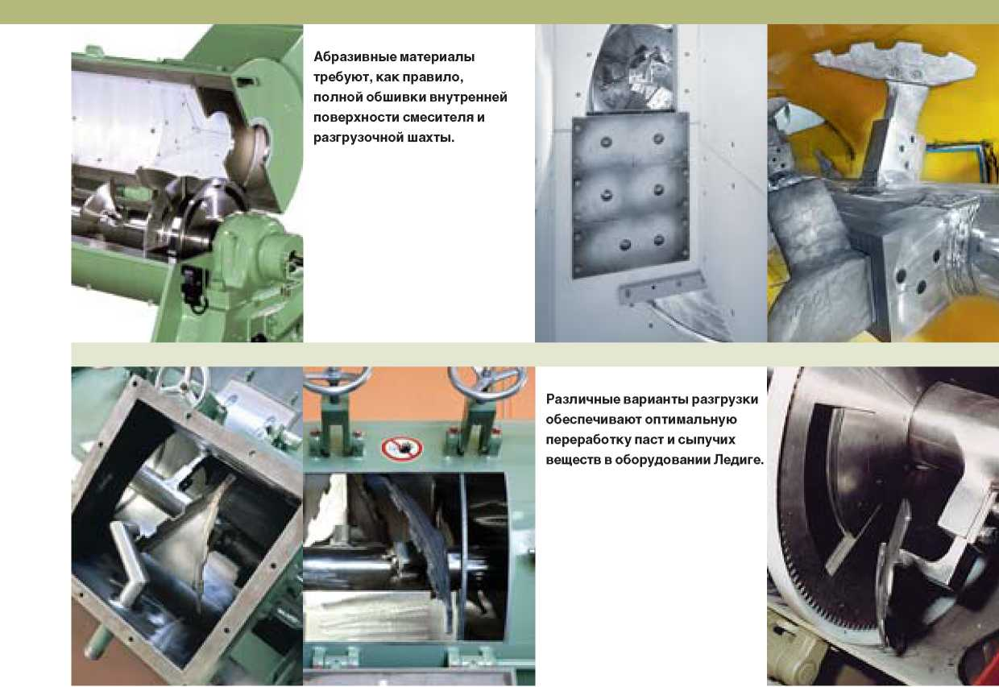 Абразивные материалы
требуют, как правило,
полной обшивки внутренней
поверхности смесителя и
разгрузочной шахты.
Различные варианты разгрузки
обеспечивают оптимальную
переработку паст и сыпучих
веществ в оборудовании Ледиге.